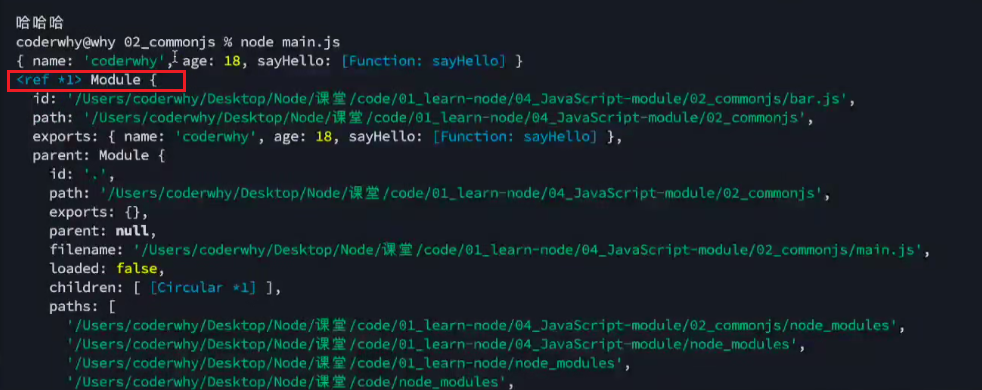 哈哈哈
coderwhy@why 02_commonjs % node main.js
{ name: 'coderwhy', age: 18, sayHello: [Function: sayHello] }
<ref *1> Module {
  id: '/Users/coderwhy/Desktop/Node/课堂/code/01_learn-node/04_JavaScript-module/02_commonjs/bar.js',
  path: '/Users/coderwhy/Desktop/Node/课堂/code/01_learn-node/04_JavaScript-module/02_commonjs',
  exports: { name: 'coderwhy', age: 18, sayHello: [Function: sayHello] },
  parent: Module {
    id: '.',
    path: '/Users/coderwhy/Desktop/Node/课堂/code/01_learn-node/04_JavaScript-module/02_commonjs',
    exports: {},
    parent: null,
    filename: '/Users/coderwhy/Desktop/Node/课堂/code/01_learn-node/04_JavaScript-module/02_commonjs/main.js',
    loaded: false,
    children: [ [Circular *1] ],
    paths: [
      '/Users/coderwhy/Desktop/Node/课堂/code/01_learn-node/04_JavaScript-module/02_commonjs/node_modules',
      '/Users/coderwhy/Desktop/Node/课堂/code/01_learn-node/04_JavaScript-module/node_modules',
      '/Users/coderwhy/Desktop/Node/课堂/code/01_learn-node/node_modules',
      '/Users/coderwhy/Desktop/Node/课堂/code/node_modules',